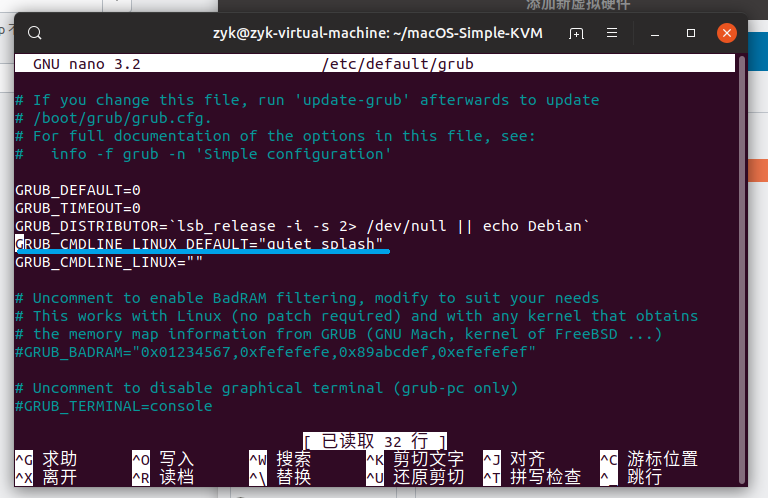 添加新虚拟硬件
zyk@zyk-virtual-machine: ~/macOS-Simple-KVM
GNU nano 3.2 /etc/default/grub
# If you change this file, run 'update-grub' afterwards to update
# /boot/grub/grub.cfg.
# For full documentation of the options in this file, see:
#   info -f grub -n 'Simple configuration'
GRUB_DEFAULT=0
GRUB_TIMEOUT=0
GRUB_DISTRIBUTOR=`lsb_release -i -s 2> /dev/null || echo Debian`
GRUB_CMDLINE_LINUX_DEFAULT="quiet splash"
GRUB_CMDLINE_LINUX=""
# Uncomment to enable BadRAM filtering, modify to suit your needs
# This works with Linux (no patch required) and with any kernel that obtains
# the memory map information from GRUB (GNU Mach, kernel of FreeBSD ...)
#GRUB_BADRAM="0x01234567,0xfefefefe,0x89abcdef,0xefefefef"
# Uncomment to disable graphical terminal (grub-pc only)
#GRUB_TERMINAL=console
[ 已读取 32 行 ]
^G 求助 ^O 写入 ^W 搜索 ^K 剪切文字 ^J 对齐 ^C 游标位置
^X 离开 ^R 读档 ^\ 替换 ^U 还原剪切 ^T 拼写检查 ^_ 跳行